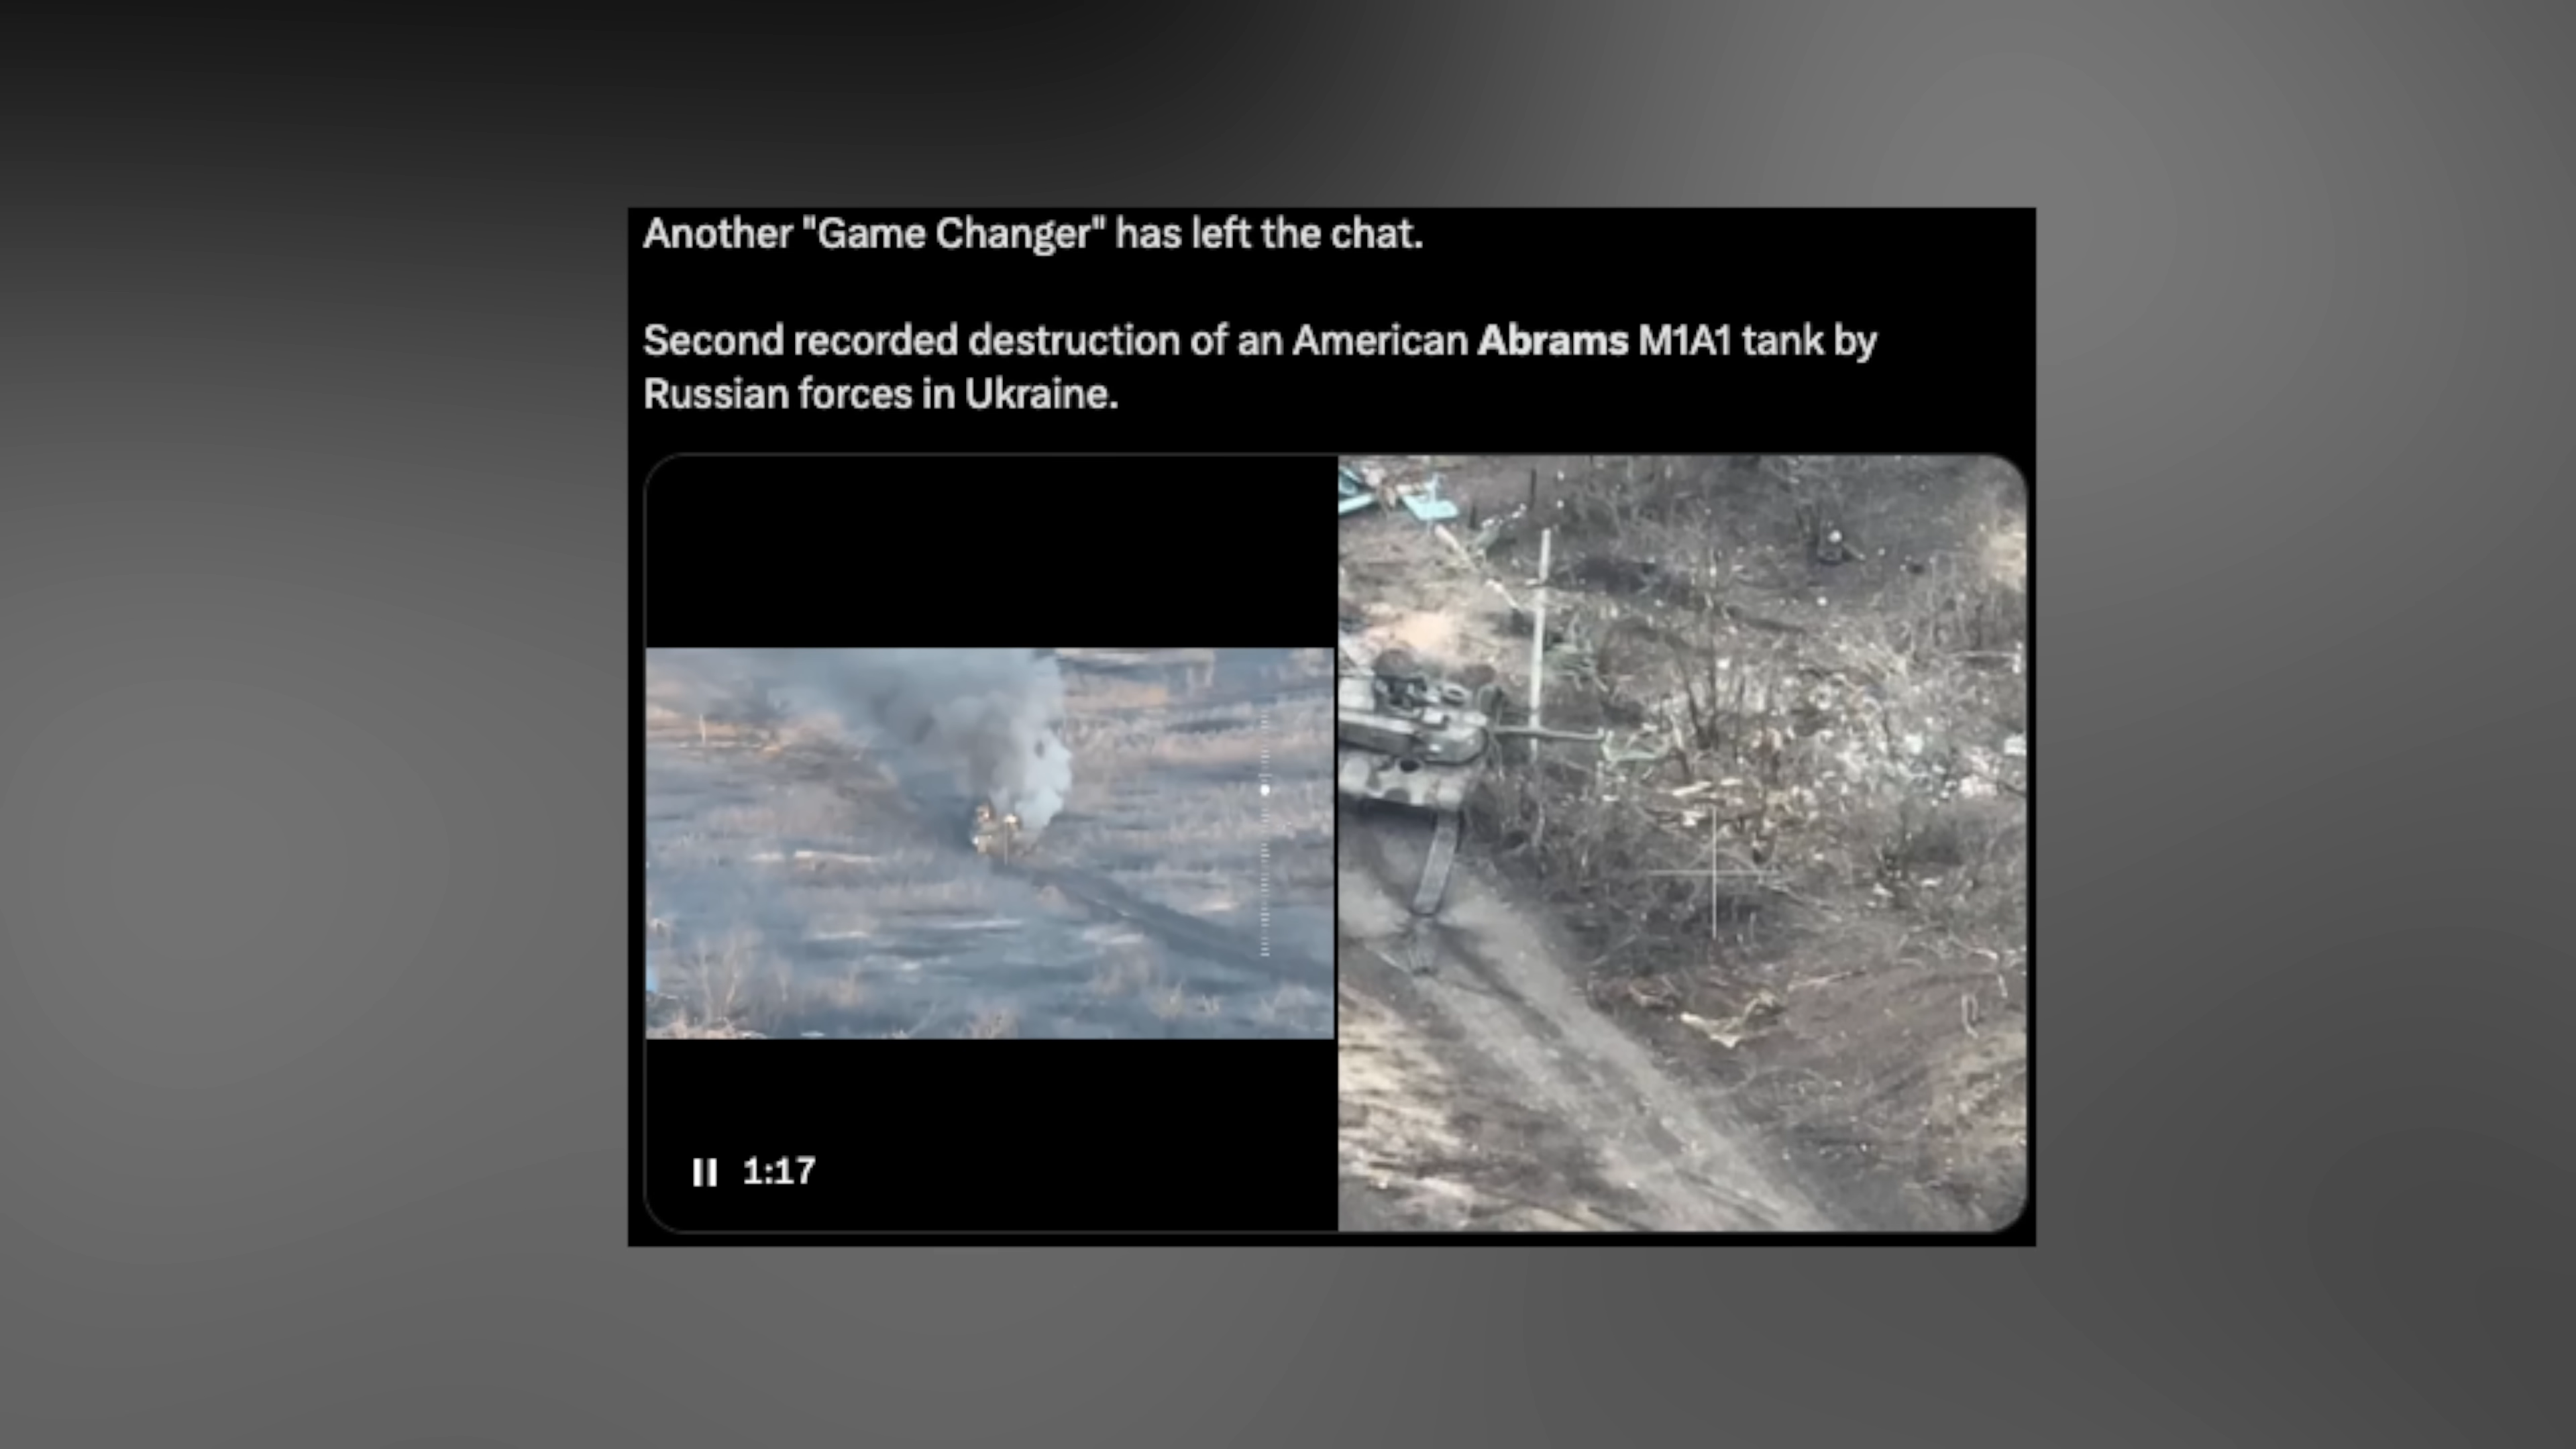 Another "Game Changer" has left the chat.
Second recorded destruction of an American Abrams M1A1 tank by
Russian forces in Ukraine.
1:17